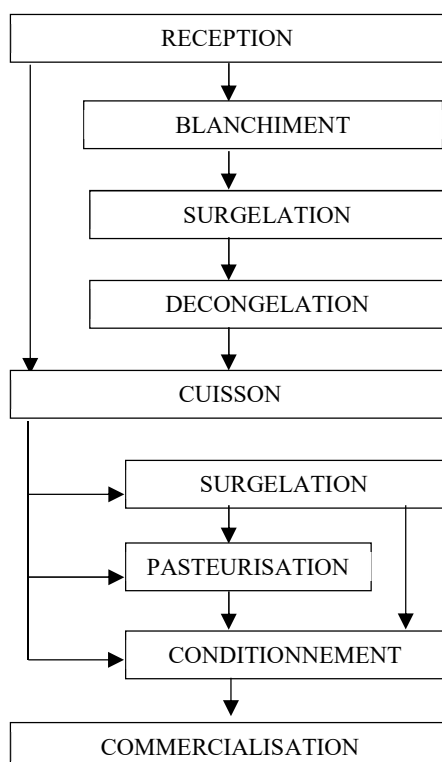 RECEPTION
BLANCHIMENT
SURGELATION
DECONGELATION
CUISSON
SURGELATION
PASTEURISATION
CONDITIONNEMENT
COMMERCIALISATION